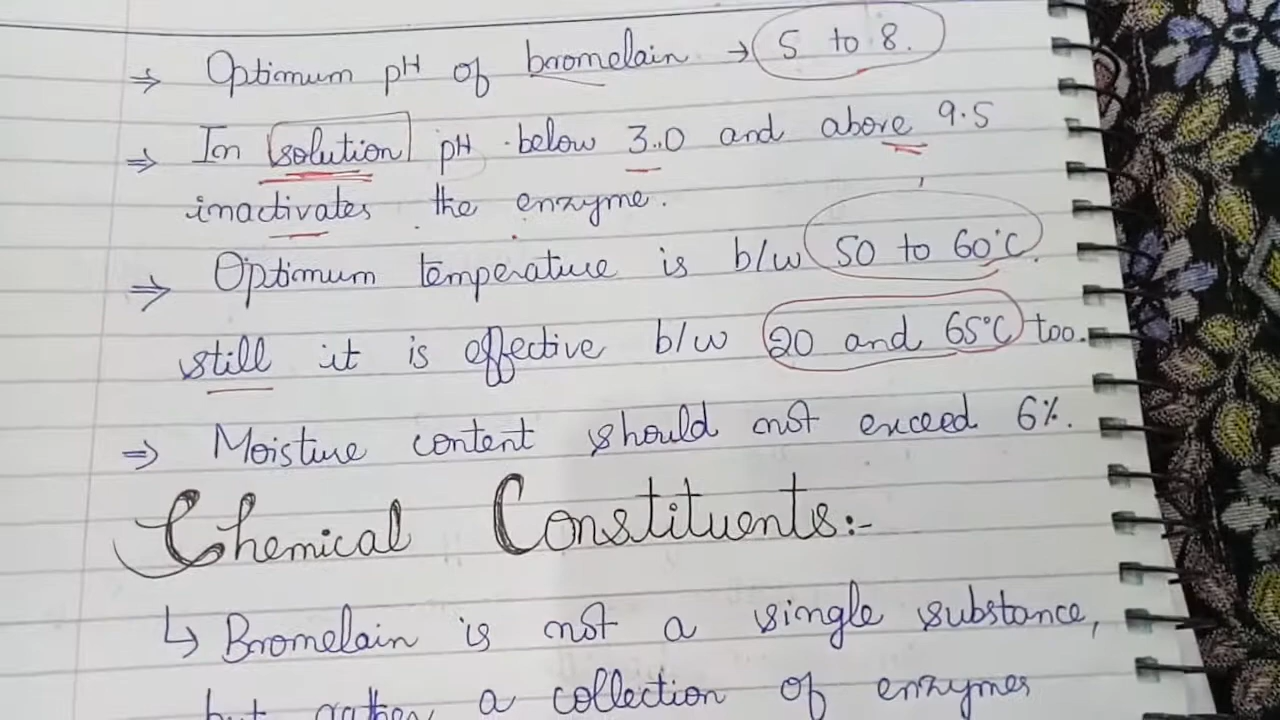 ⇒ Optimum pH of bromelain → 5 to 8.
⇒ In solution pH below 3.0 and above 9.5
inactivates the enzyme.
⇒ Optimum temperature is b/w 50 to 60°C.
still it is effective b/w 20 and 65°C too.
⇒ Moisture content should not exceed 6%.
Chemical Constituents:-
↳ Bromelain is not a single substance,
but rather a collection of enzymes